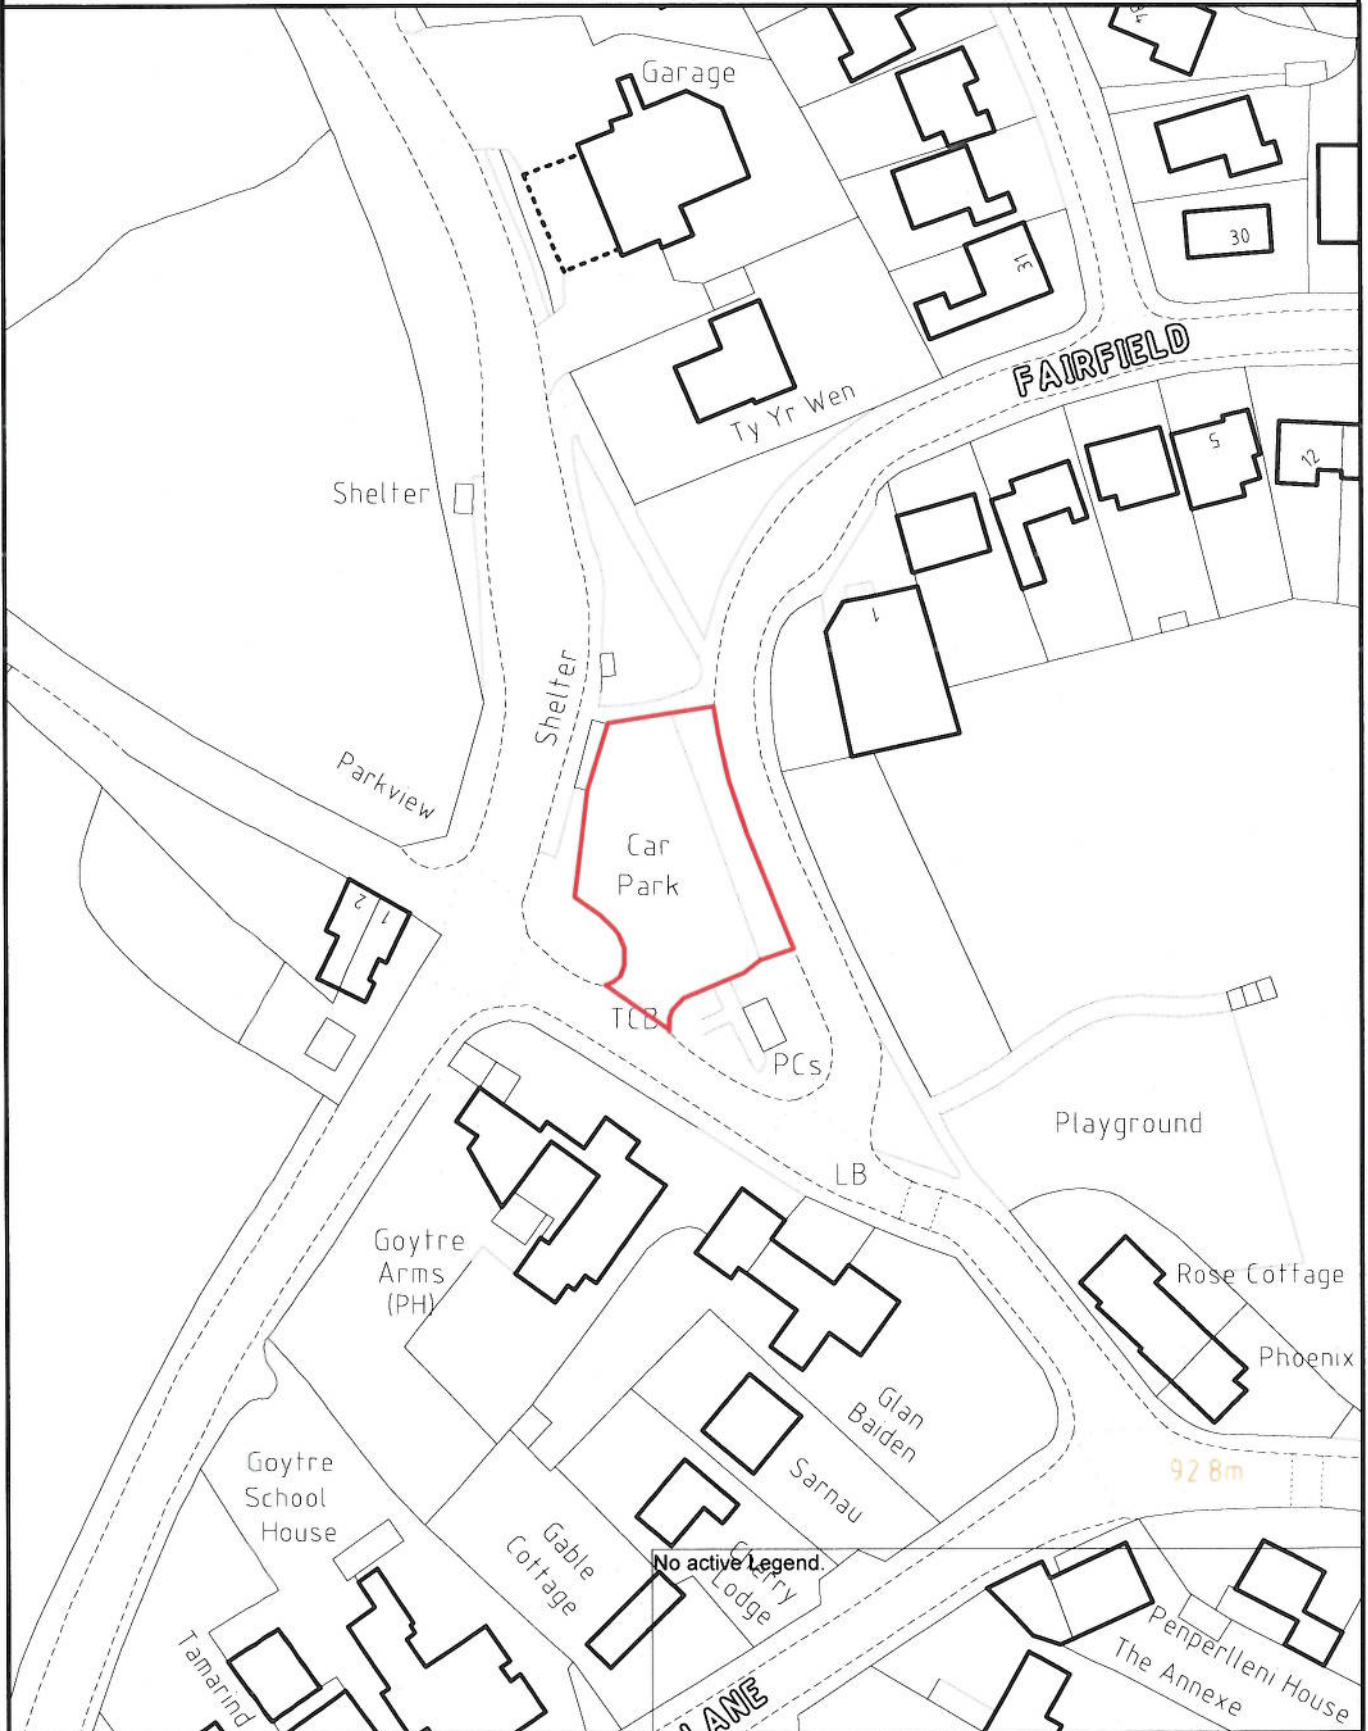 Garage
30
31
FAIRFIELD
Ty Yr Wen
5
12
Shelter
1
Shelter
Parkview
Car
Park
2
1
TCB
PCs
Playground
LB
Goytre
Arms
(PH)
Rose Cottage
Phoenix
Glan
Baiden
92 8m
Sarnau
Goytre
School
House
Gable
Cottage
No active Legend.
Cherry
Lodge
Penperlleni House
The Annexe
Tamarind
LANE